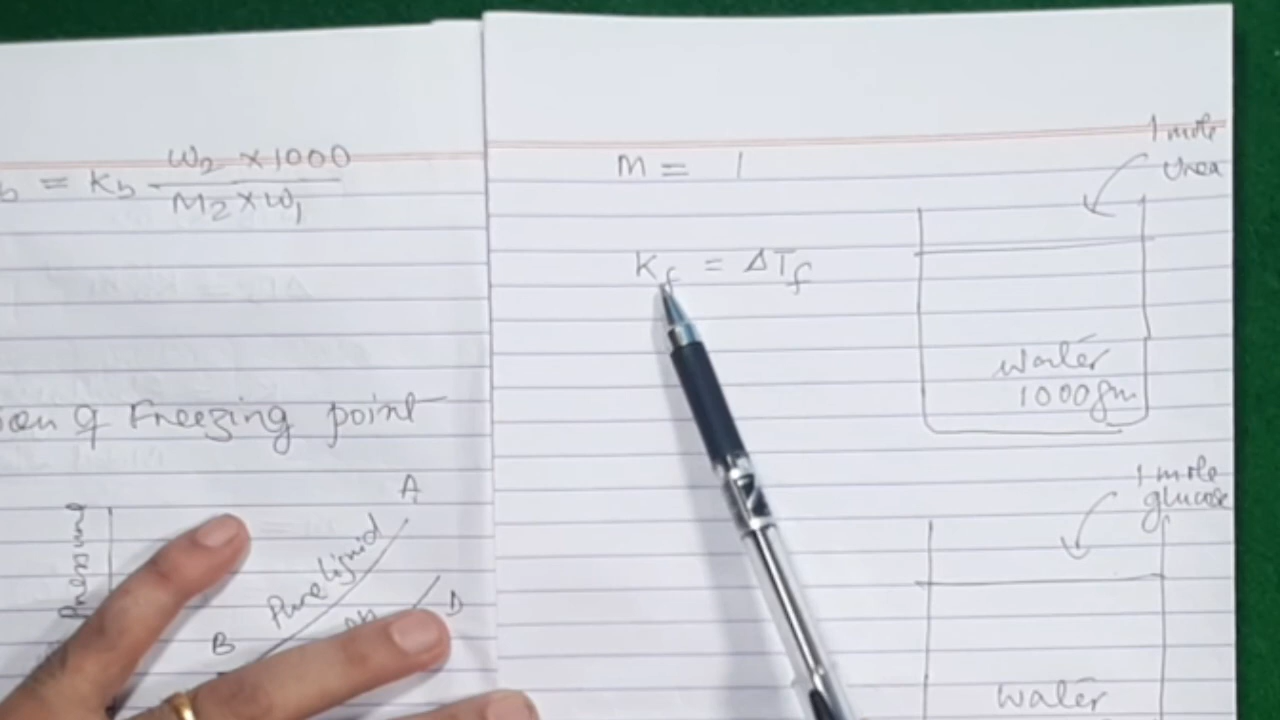 b = Kb W2 × 1000
M2 × W1
of Freezing point
Pressure
A
Pure liquid
B
D
m = 1
Kf = ΔTf
1 mole
Urea
Water
1000gm
1 mole
glucose
Water